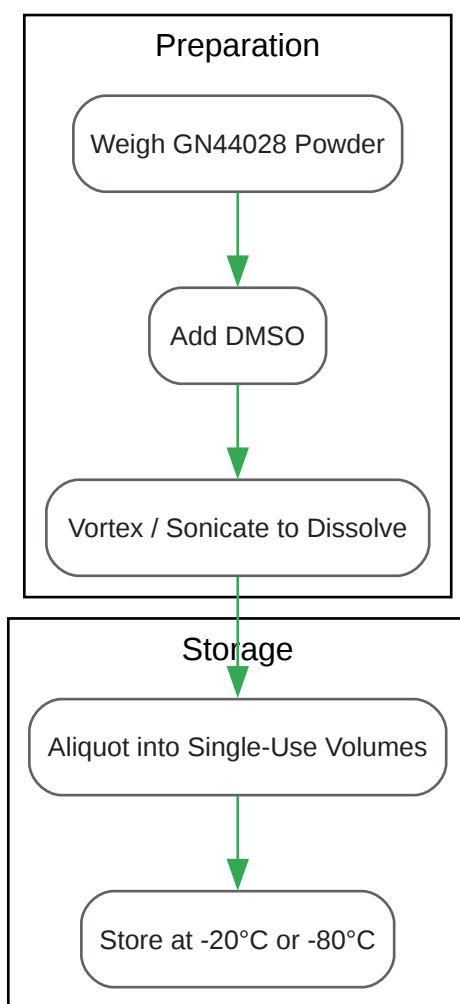 Preparation
Weigh GN44028 Powder
Add DMSO
Vortex / Sonicate to Dissolve
Storage
Aliquot into Single-Use Volumes
Store at -20°C or -80°C